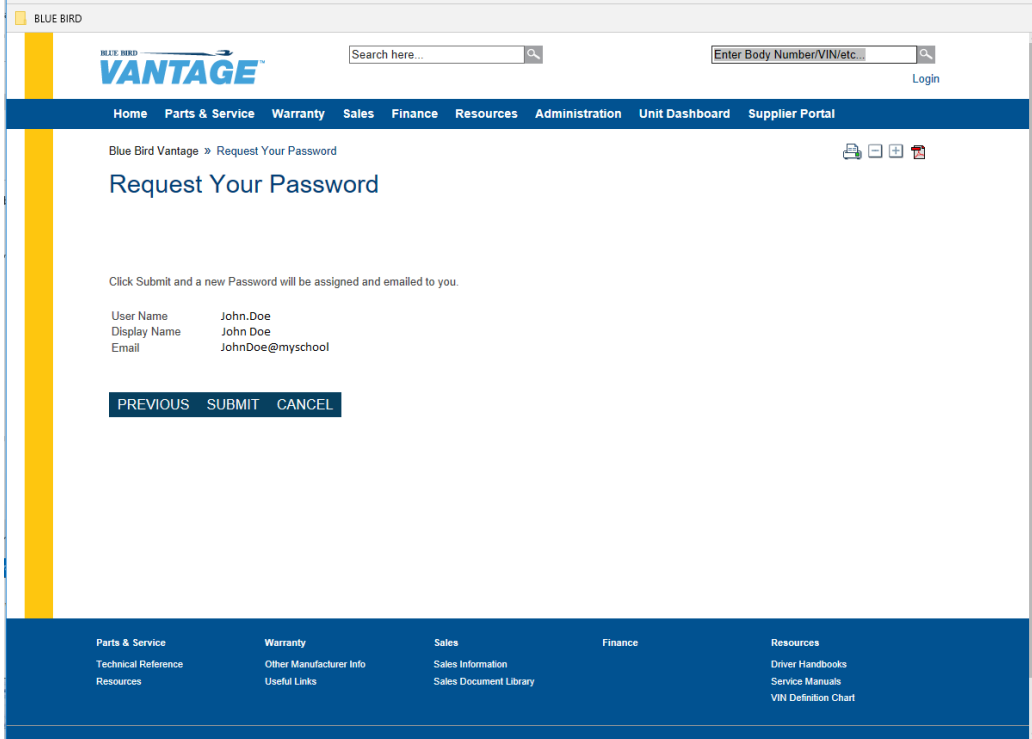 BLUE BIRD
BLUE BIRD
VANTAGE™
Search here...
Enter Body Number/VIN/etc...
Login
Home Parts & Service Warranty Sales Finance Resources Administration Unit Dashboard Supplier Portal
Blue Bird Vantage » Request Your Password
Request Your Password
Click Submit and a new Password will be assigned and emailed to you.
User Name John.Doe
Display Name John Doe
Email JohnDoe@myschool
PREVIOUS SUBMIT CANCEL
Parts & Service Warranty Sales Finance Resources
Technical Reference Other Manufacturer Info Sales Information Driver Handbooks
Resources Useful Links Sales Document Library Service Manuals
VIN Definition Chart